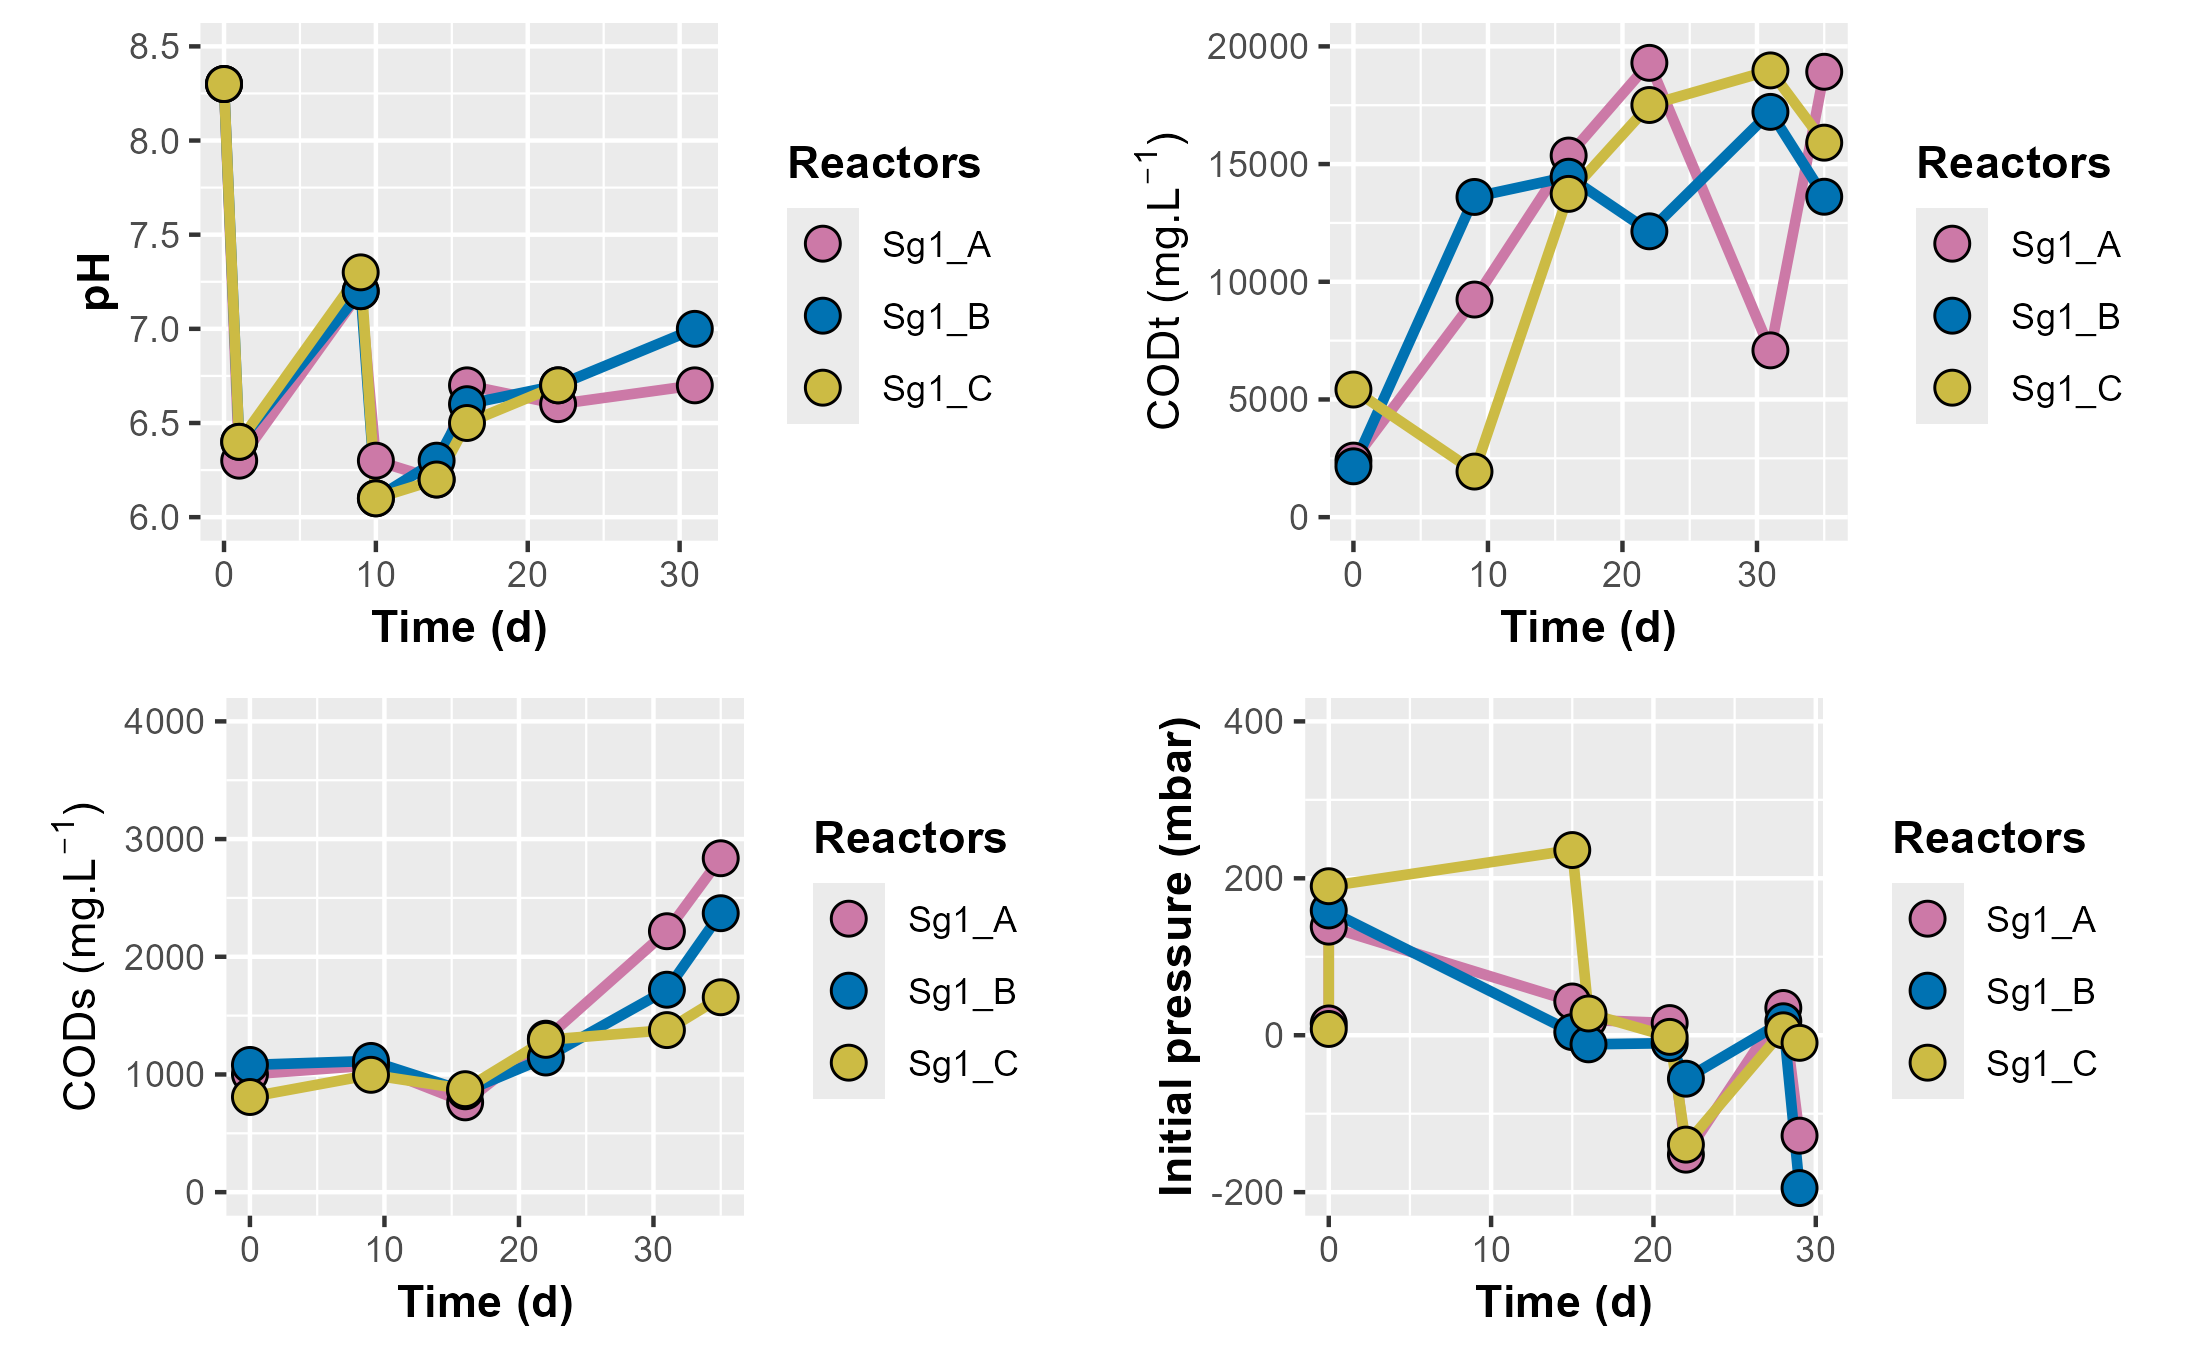 8.5
8.0
7.5
7.0
6.5
6.0
pH
0 10 20 30
Time (d)
Reactors
Sg1_A
Sg1_B
Sg1_C
20000
15000
10000
5000
0
CODt (mg.L⁻¹)
0 10 20 30
Time (d)
Reactors
Sg1_A
Sg1_B
Sg1_C
4000
3000
2000
1000
0
CODs (mg.L⁻¹)
0 10 20 30
Time (d)
Reactors
Sg1_A
Sg1_B
Sg1_C
400
200
0
-200
Initial pressure (mbar)
0 10 20 30
Time (d)
Reactors
Sg1_A
Sg1_B
Sg1_C